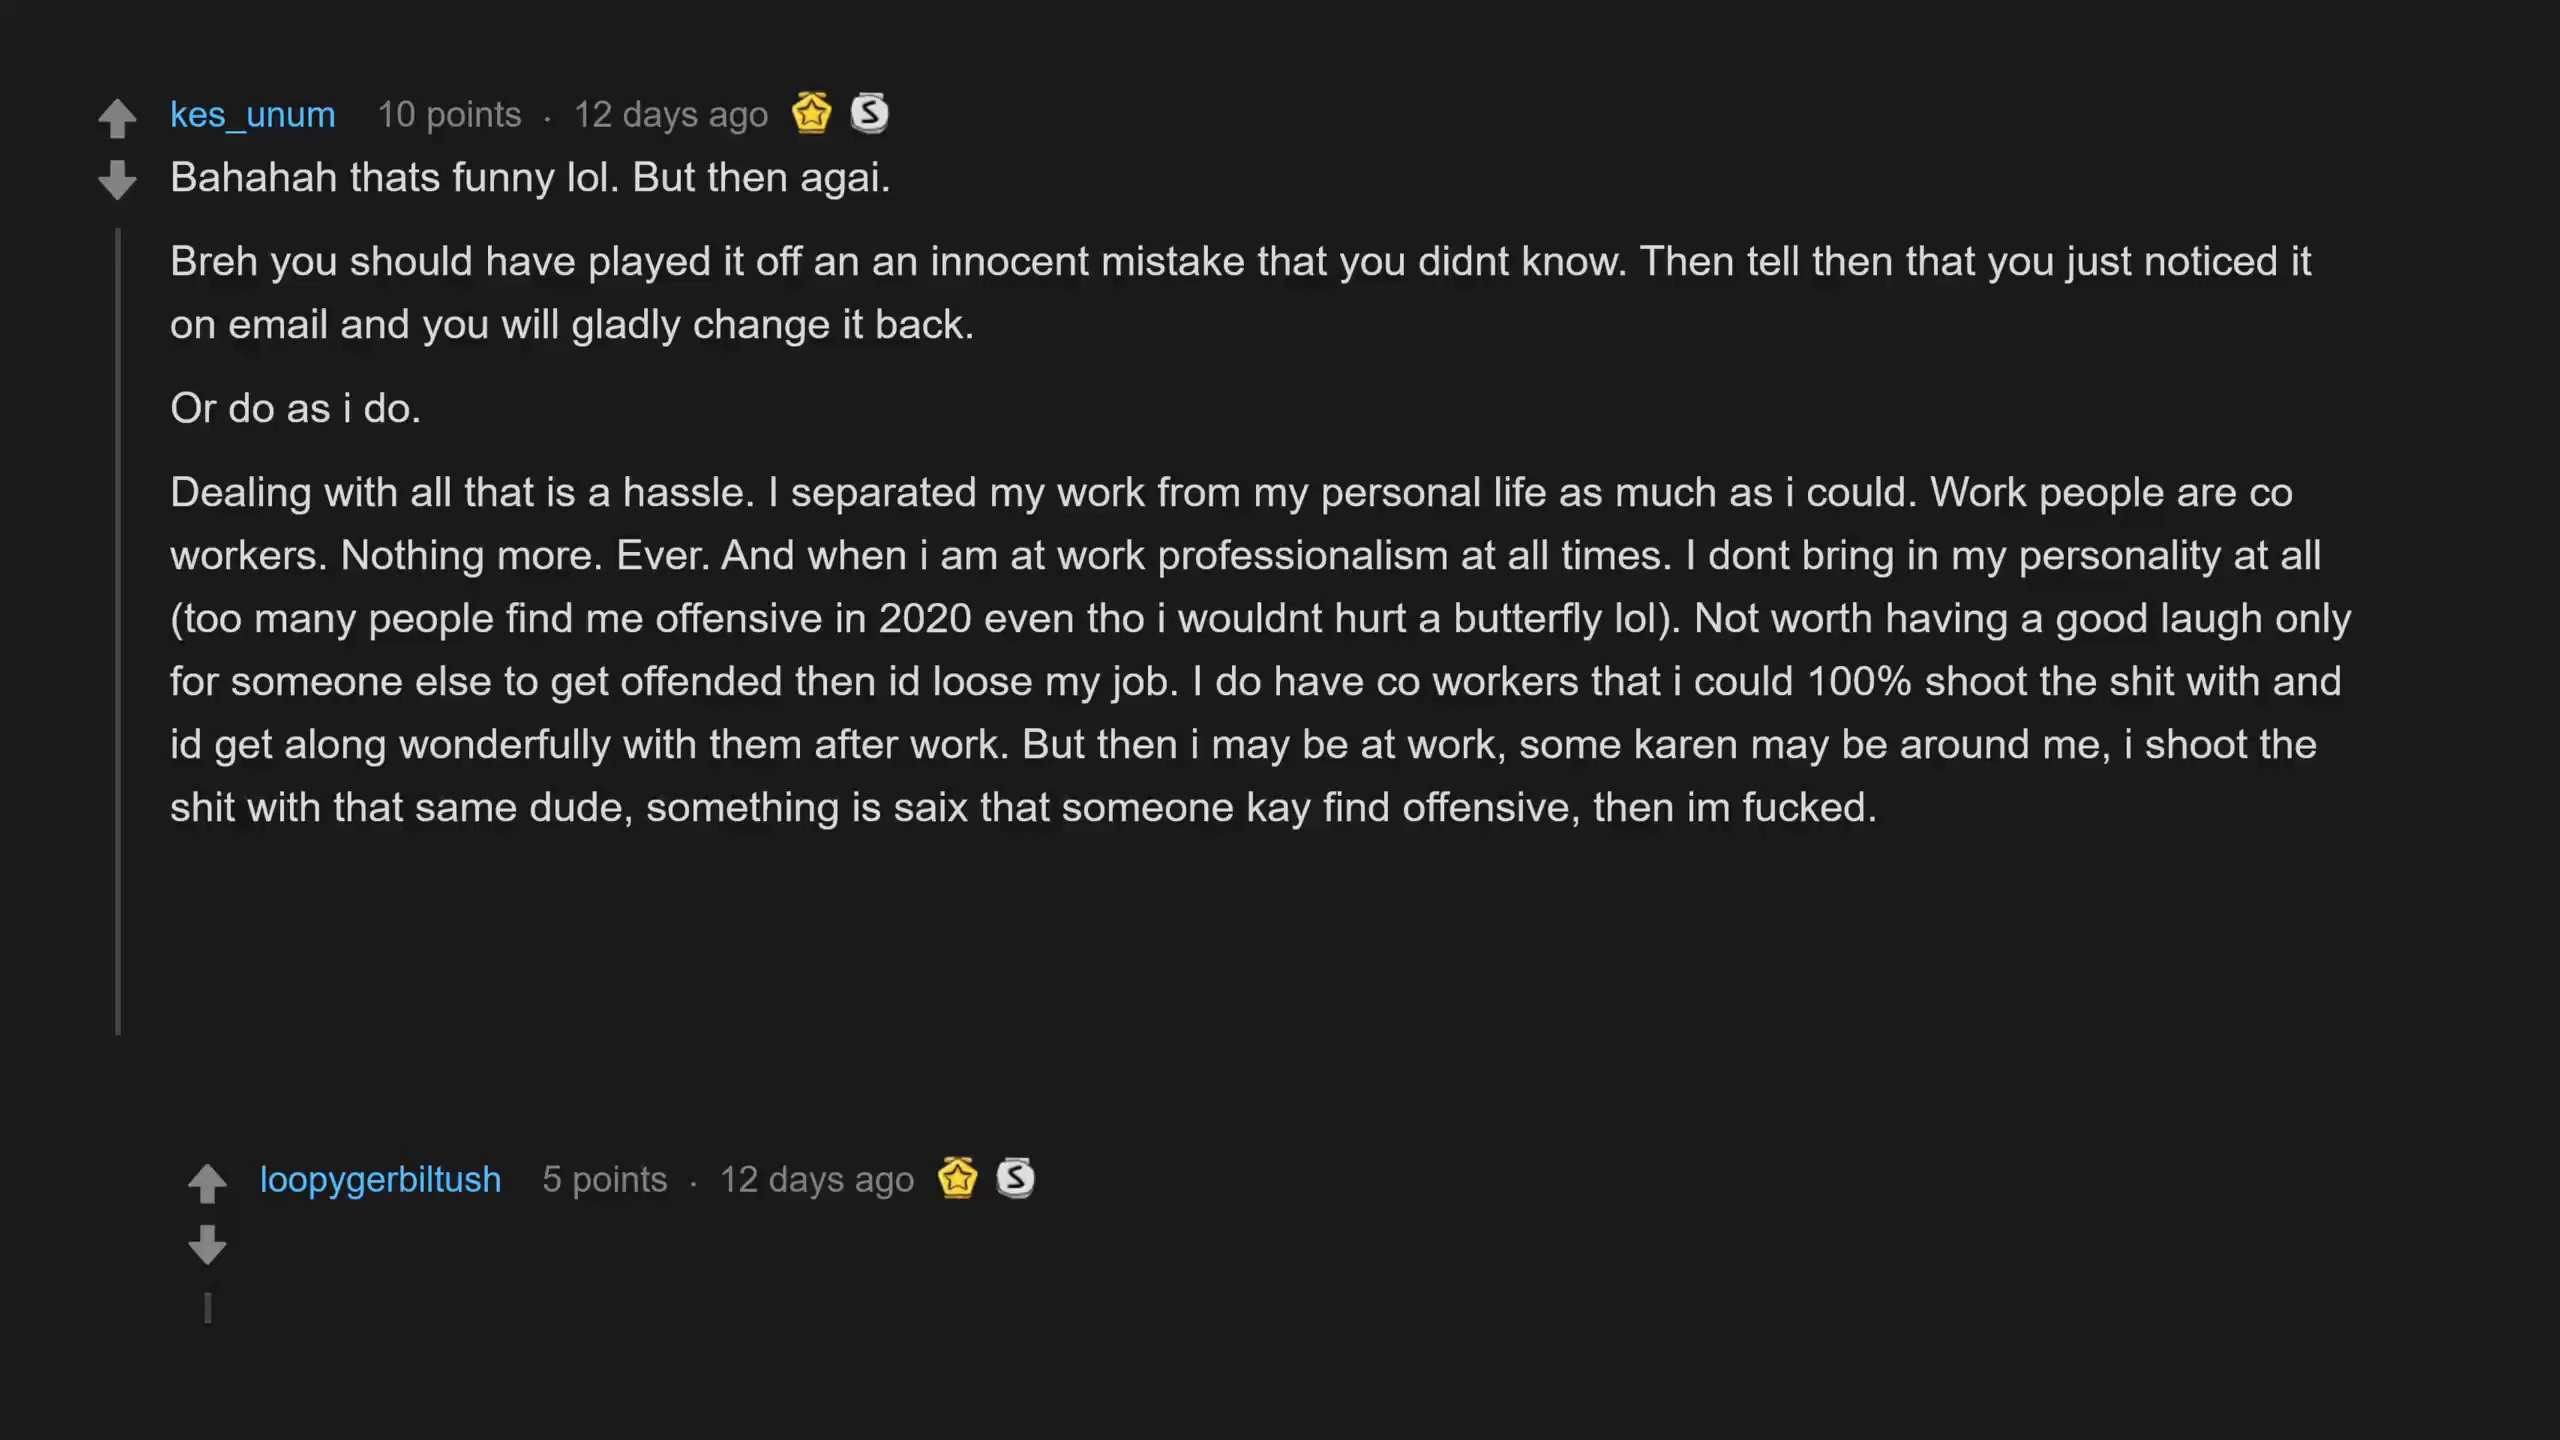 kes_unum 10 points · 12 days ago
Bahahah thats funny lol. But then agai.
Breh you should have played it off an an innocent mistake that you didnt know. Then tell then that you just noticed it
on email and you will gladly change it back.
Or do as i do.
Dealing with all that is a hassle. I separated my work from my personal life as much as i could. Work people are co
workers. Nothing more. Ever. And when i am at work professionalism at all times. I dont bring in my personality at all
(too many people find me offensive in 2020 even tho i wouldnt hurt a butterfly lol). Not worth having a good laugh only
for someone else to get offended then id loose my job. I do have co workers that i could 100% shoot the shit with and
id get along wonderfully with them after work. But then i may be at work, some karen may be around me, i shoot the
shit with that same dude, something is saix that someone kay find offensive, then im fucked.
loopygerbiltush 5 points · 12 days ago